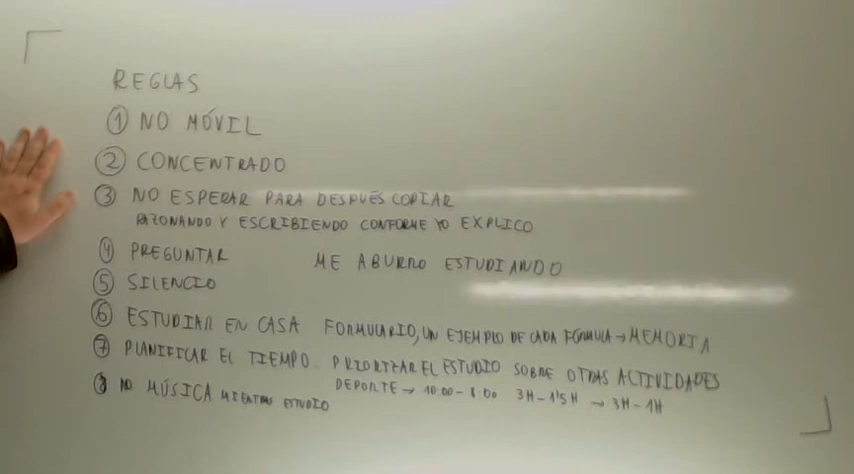 REGLAS
① NO MÓVIL
② CONCENTRADO
③ NO ESPERAR PARA DESPUÉS COPIAR
RAZONANDO Y ESCRIBIENDO CONFORME YO EXPLICO
④ PREGUNTAR ME ABURRO ESTUDIANDO
⑤ SILENCIO
⑥ ESTUDIAR EN CASA FORMULARIO, UN EJEMPLO DE CADA FÓRMULA → MEMORIA
⑦ PLANIFICAR EL TIEMPO. PRIORIZAR EL ESTUDIO SOBRE OTRAS ACTIVIDADES
DEPORTE → 10:00 - 8:00 3H - 1'5H → 3H - 1H
⑧ NO MÚSICA MIENTRAS ESTUDIO